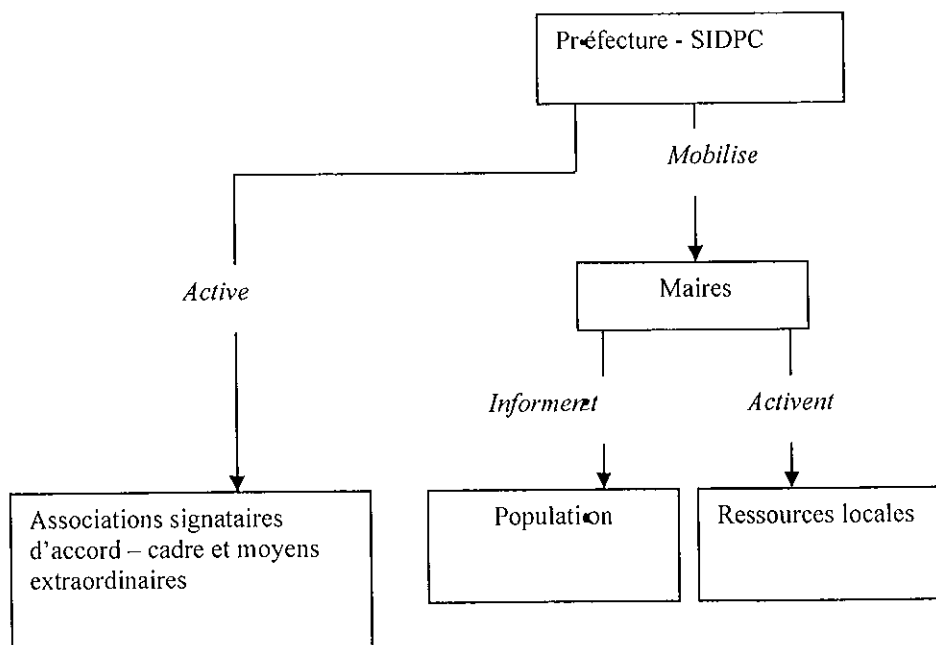 Préfecture - SIDPC
Mobilise
Maires
Active
Informent
Activent
Associations signataires
d'accord – cadre et moyens
extraordinaires
Population
Ressources locales